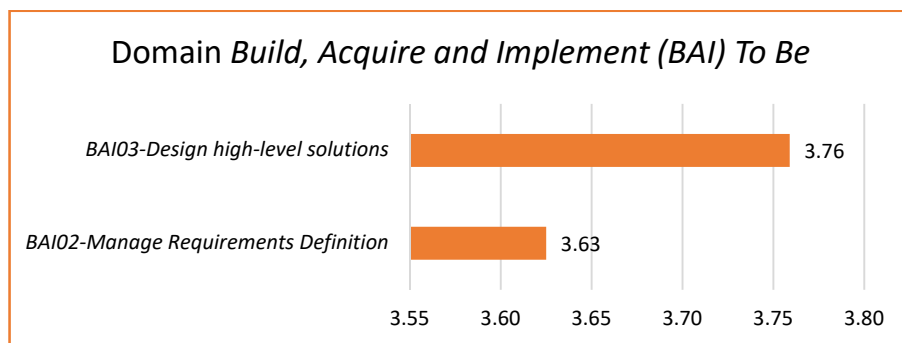 Domain Build, Acquire and Implement (BAI) To Be
BAI03-Design high-level solutions
3.76
BAI02-Manage Requirements Definition
3.63
3.55 3.60 3.65 3.70 3.75 3.80